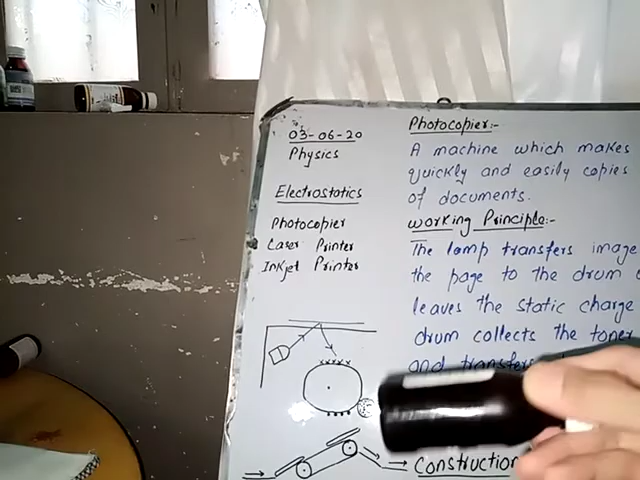 03-06-20
Physics
Electrostatics
Photocopier
Laser Printer
Inkjet Printer
Photocopier:-
A machine which makes
quickly and easily copies
of documents.
Working Principle:-
The lamp transfers image
the page to the drum
leaves the static charge
drum collects the toner
and transfers
Construction